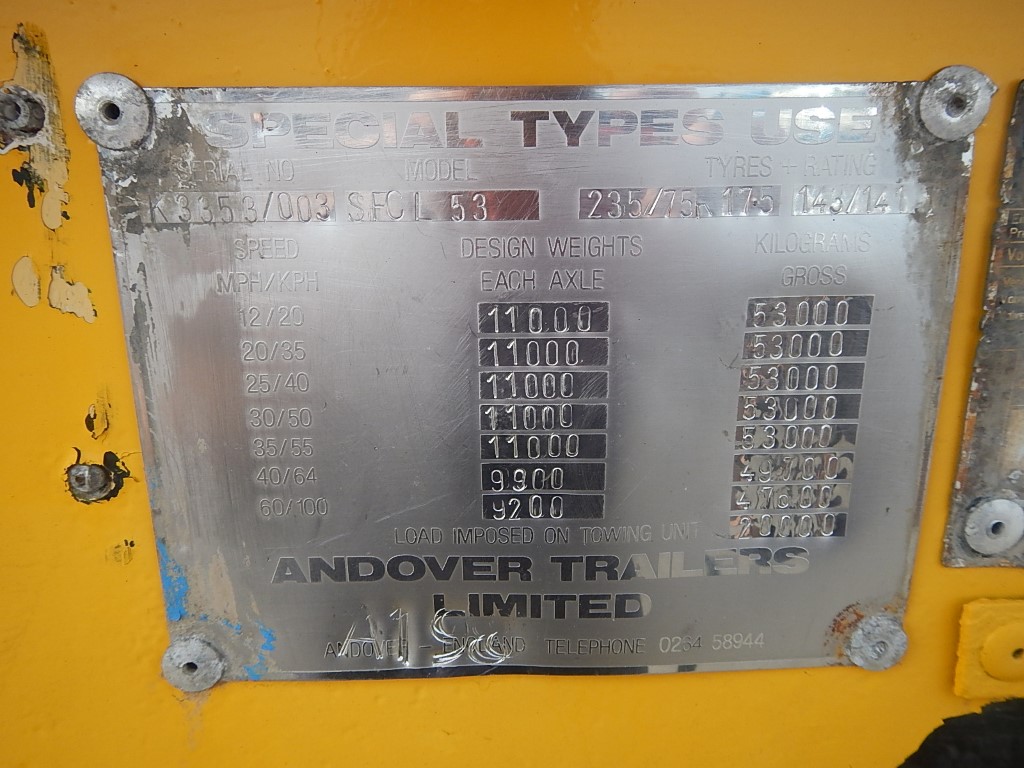 SPECIAL TYPES USE
SERIAL NO MODEL TYRES + RATING
K3353/003 SFCL 53 235/75R 17.5 143/141
SPEED DESIGN WEIGHTS KILOGRAMS
MPH/KPH EACH AXLE GROSS
12/20 11000 53000
20/35 11000 53000
25/40 11000 53000
30/50 11000 53000
35/55 11000 53000
40/64 9900 49700
60/100 9200 47600
LOAD IMPOSED ON TOWING UNIT 20000
ANDOVER TRAILERS
LIMITED
ANDOVER - ENGLAND TELEPHONE 0264 58944